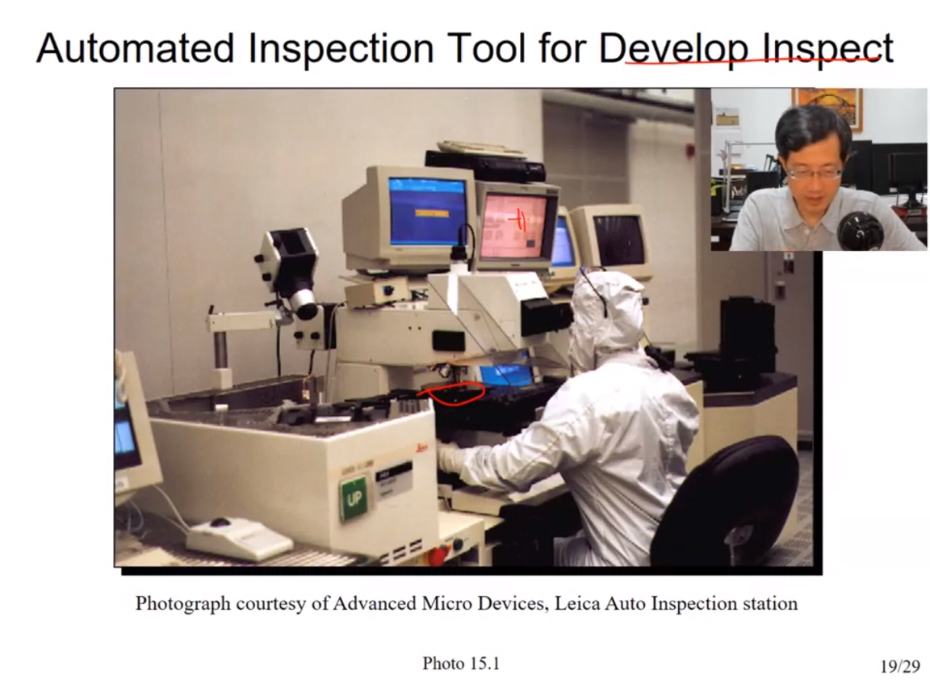 Automated Inspection Tool for Develop Inspect
UP
Leica
Photograph courtesy of Advanced Micro Devices, Leica Auto Inspection station
Photo 15.1
19/29